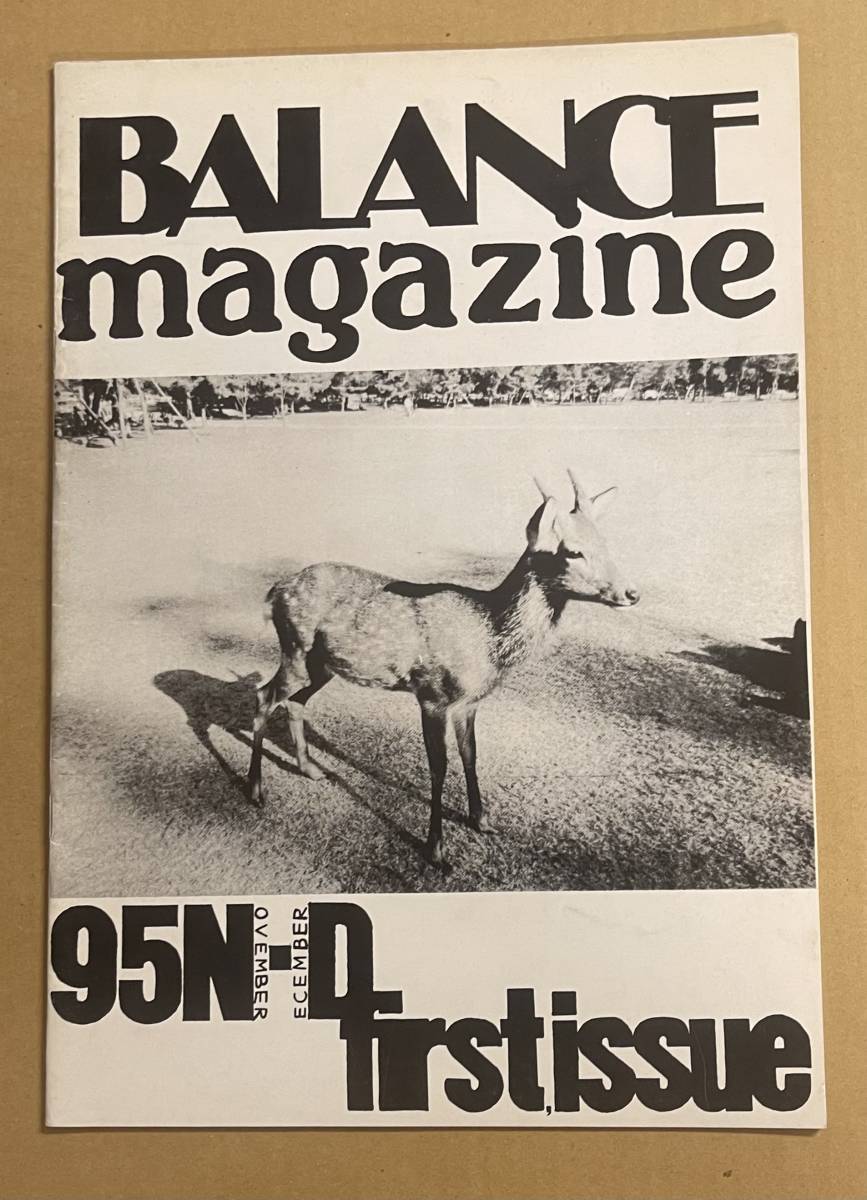 BALANCE
magazine
95NOVEMBER-DECEMBER
first,issue